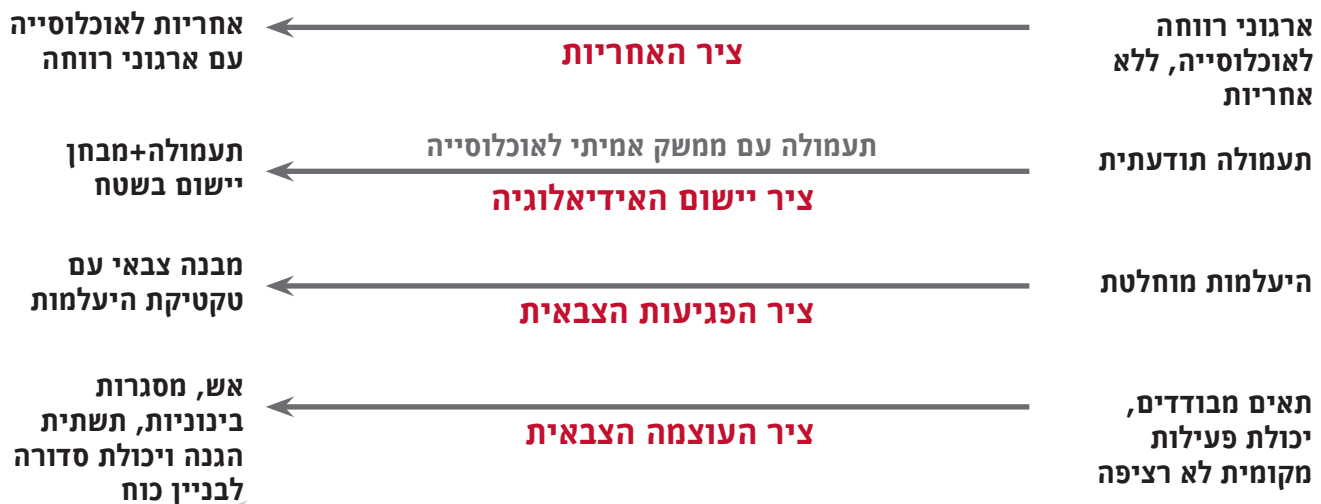 ארגוני רווחה
לאוכלוסייה, ללא
אחריות
ציר האחריות
אחריות לאוכלוסייה
עם ארגוני רווחה
תעמולה תודעתית
תעמולה עם ממשק אמיתי לאוכלוסייה
ציר יישום האידיאלוגיה
תעמולה+מבחן
יישום בשטח
היעלמות מוחלטת
ציר הפגיעות הצבאית
מבנה צבאי עם
טקטיקת היעלמות
תאים מבודדים,
יכולת פעילות
מקומית לא רציפה
ציר העוצמה הצבאית
אש, מסגרות
בינוניות, תשתית
הגנה ויכולת סדורה
לבניין כוח